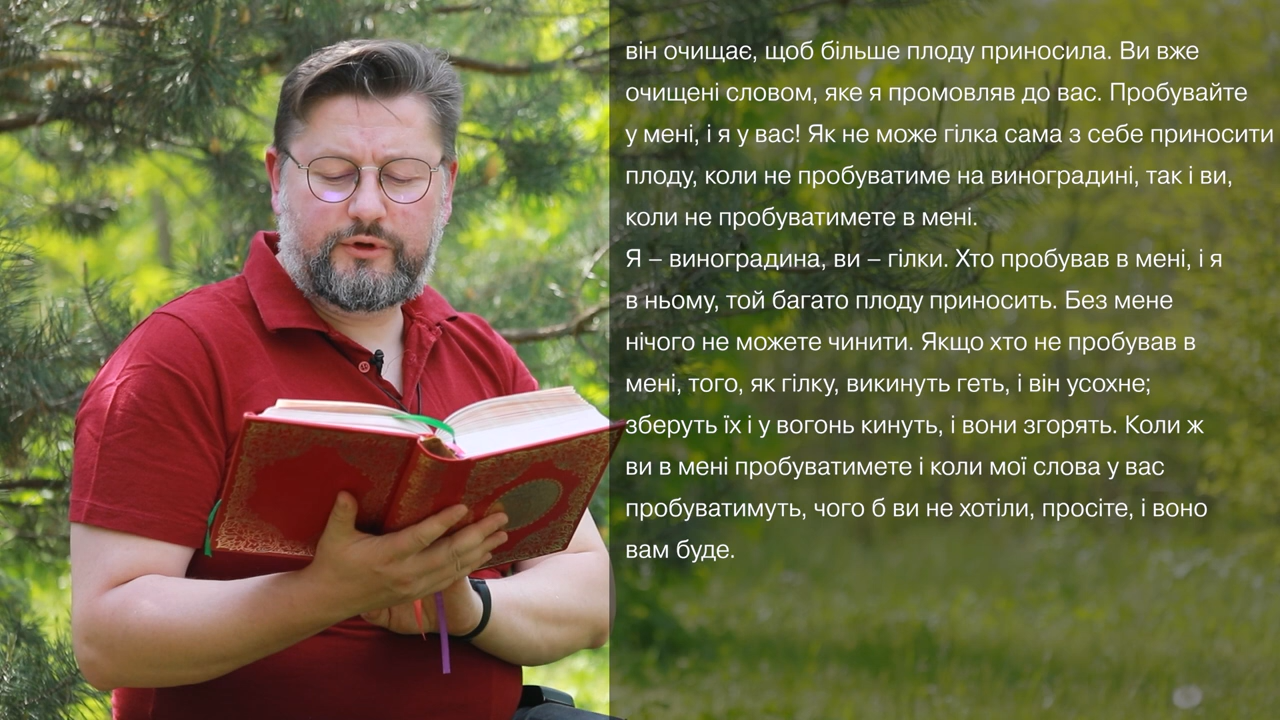 він очищає, щоб більше плоду приносила. Ви вже
очищені словом, яке я промовляв до вас. Пробувайте
у мені, і я у вас! Як не може гілка сама з себе приносити
плоду, коли не пробуватиме на виноградині, так і ви,
коли не пробуватимете в мені.
Я – виноградина, ви – гілки. Хто пробував в мені, і я
в ньому, той багато плоду приносить. Без мене
нічого не можете чинити. Якщо хто не пробував в
мені, того, як гілку, викинуть геть, і він усохне;
зберуть їх і у вогонь кинуть, і вони згорять. Коли ж
ви в мені пробуватимете і коли мої слова у вас
пробуватимуть, чого б ви не хотіли, просіте, і воно
вам буде.